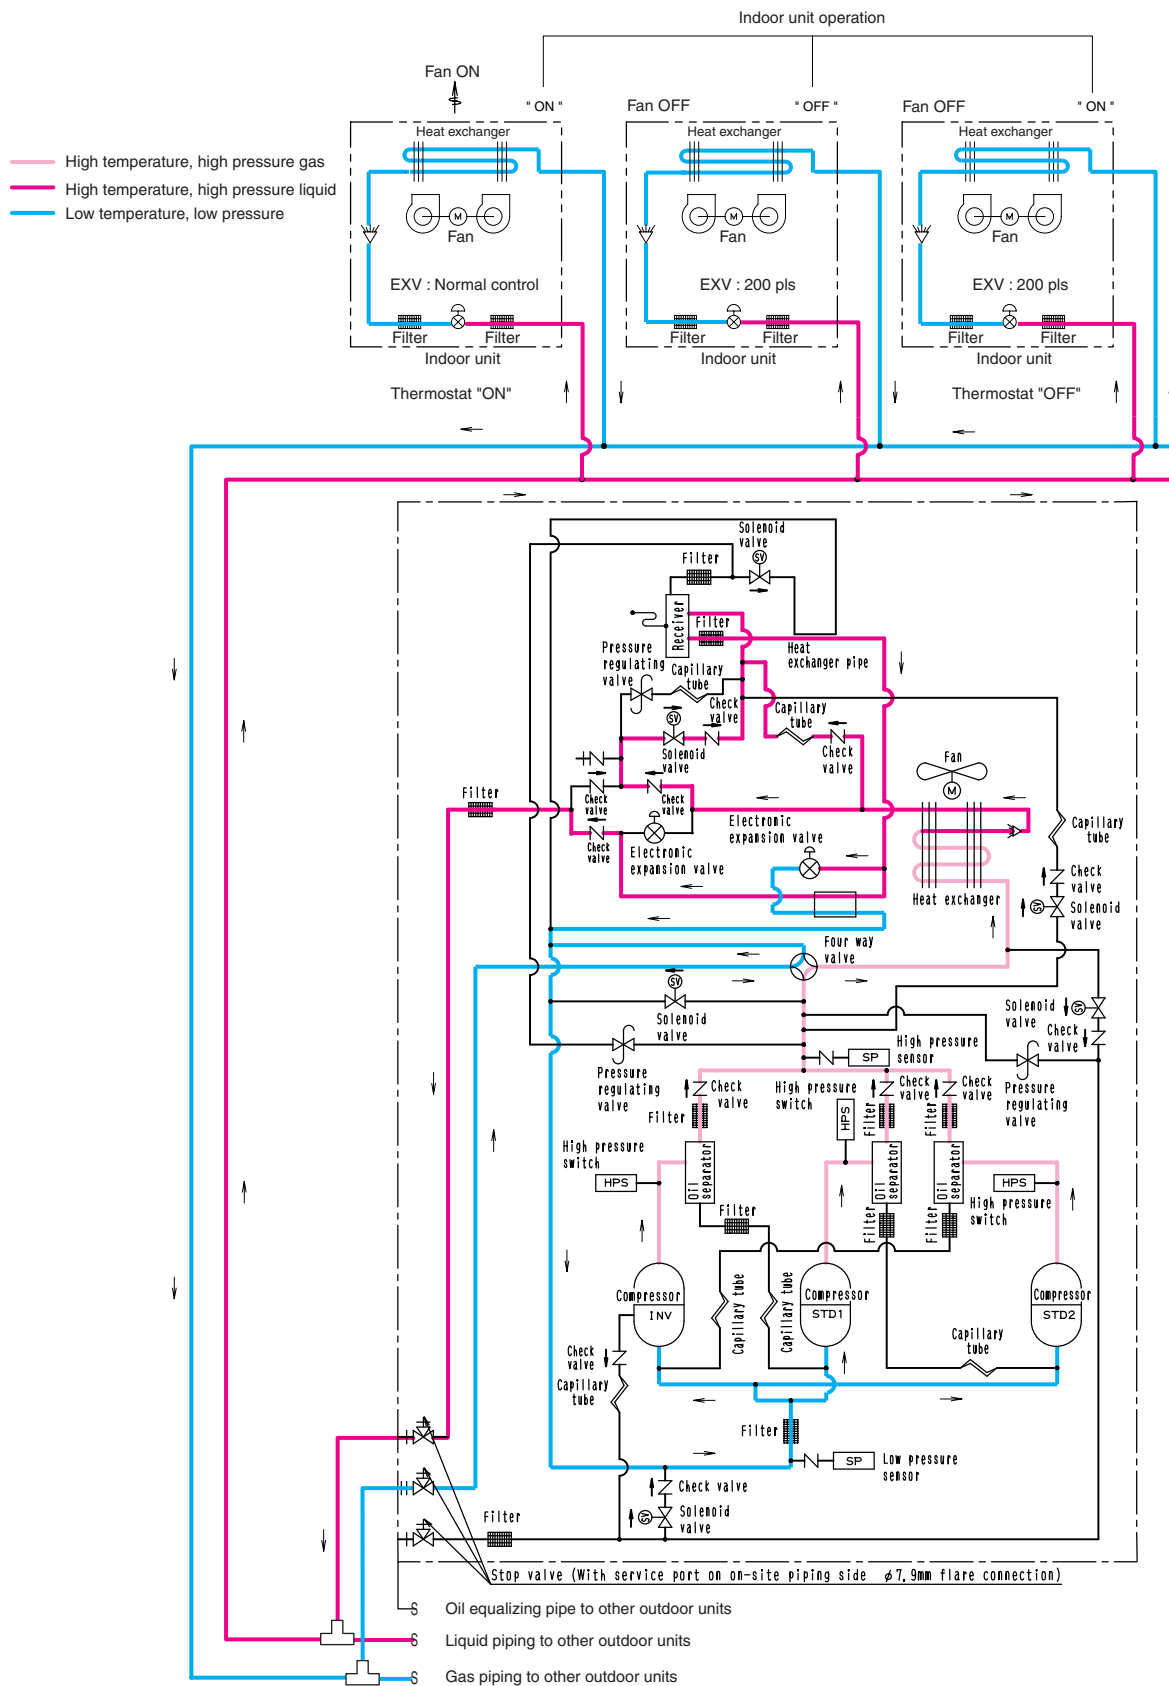 Indoor unit operation
Fan ON
" ON "
Fan OFF
" OFF "
Fan OFF
" ON "
Heat exchanger
Heat exchanger
Heat exchanger
High temperature, high pressure gas
High temperature, high pressure liquid
Low temperature, low pressure
M
M
M
Fan
Fan
Fan
EXV : Normal control
EXV : 200 pls
EXV : 200 pls
Filter
Filter
Filter
Filter
Filter
Filter
Indoor unit
Indoor unit
Indoor unit
Thermostat "ON"
Thermostat "OFF"
Solenoid
valve
SV
Filter
Receiver
Filter
Heat
exchanger pipe
Pressure
regulating
valve
Capillary
tube
Check
valve
SV
Solenoid
valve
Capillary
tube
Check
valve
Fan
M
Filter
Check
valve
Check
valve
Check
valve
Electronic
expansion valve
Electronic
expansion valve
Capillary
tube
Check
valve
SV
Solenoid
valve
Heat exchanger
Four way
valve
SV
Solenoid
valve
Solenoid
valve
SV
Check
valve
High pressure
sensor
SP
Pressure
regulating
valve
Check
valve
High pressure
switch
Check
valve
Check
valve
Pressure
regulating
valve
Filter
HPS
Filter
Filter
High pressure
switch
HPS
Oil
separator
Oil
separator
Oil
separator
HPS
High pressure
switch
Filter
Filter
Filter
Compressor
INV
Capillary tube
Capillary tube
Compressor
STD1
Compressor
STD2
Capillary
tube
Check
valve
Capillary
tube
Filter
SP
Low pressure
sensor
Check valve
SV
Solenoid
valve
Filter
Stop valve (With service port on on-site piping side φ7.9mm flare connection)
Oil equalizing pipe to other outdoor units
Liquid piping to other outdoor units
Gas piping to other outdoor units